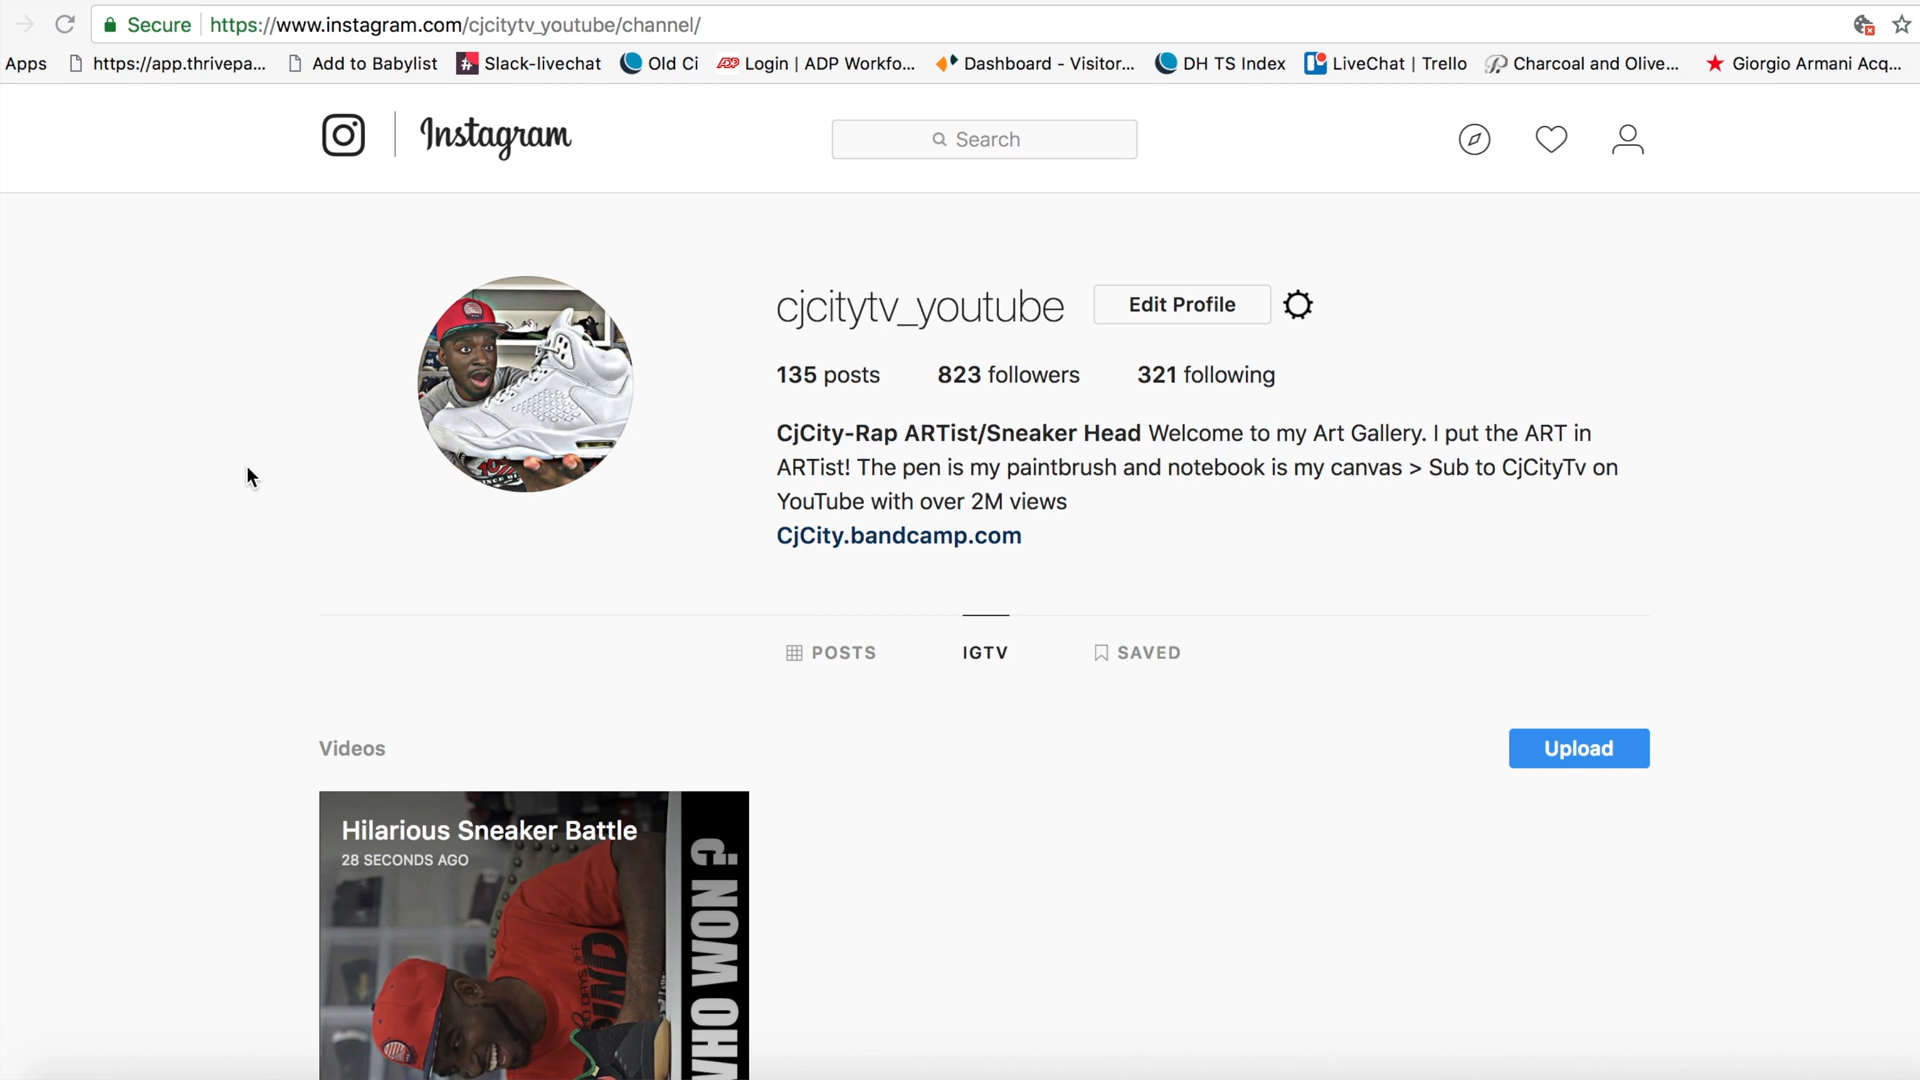 Secure https://www.instagram.com/cjcitytv_youtube/channel/
Apps https://app.thrivepa... Add to Babylist Slack-livechat Old Ci ADP Login | ADP Workfo... Dashboard - Visitor... DH TS Index LiveChat | Trello Charcoal and Olive... Giorgio Armani Acq...
Instagram Search
cjcitytv_youtube Edit Profile
135 posts 823 followers 321 following
CjCity-Rap ARTist/Sneaker Head Welcome to my Art Gallery. I put the ART in
ARTist! The pen is my paintbrush and notebook is my canvas > Sub to CjCityTv on
YouTube with over 2M views
CjCity.bandcamp.com
POSTS IGTV SAVED
Videos Upload
Hilarious Sneaker Battle
28 SECONDS AGO